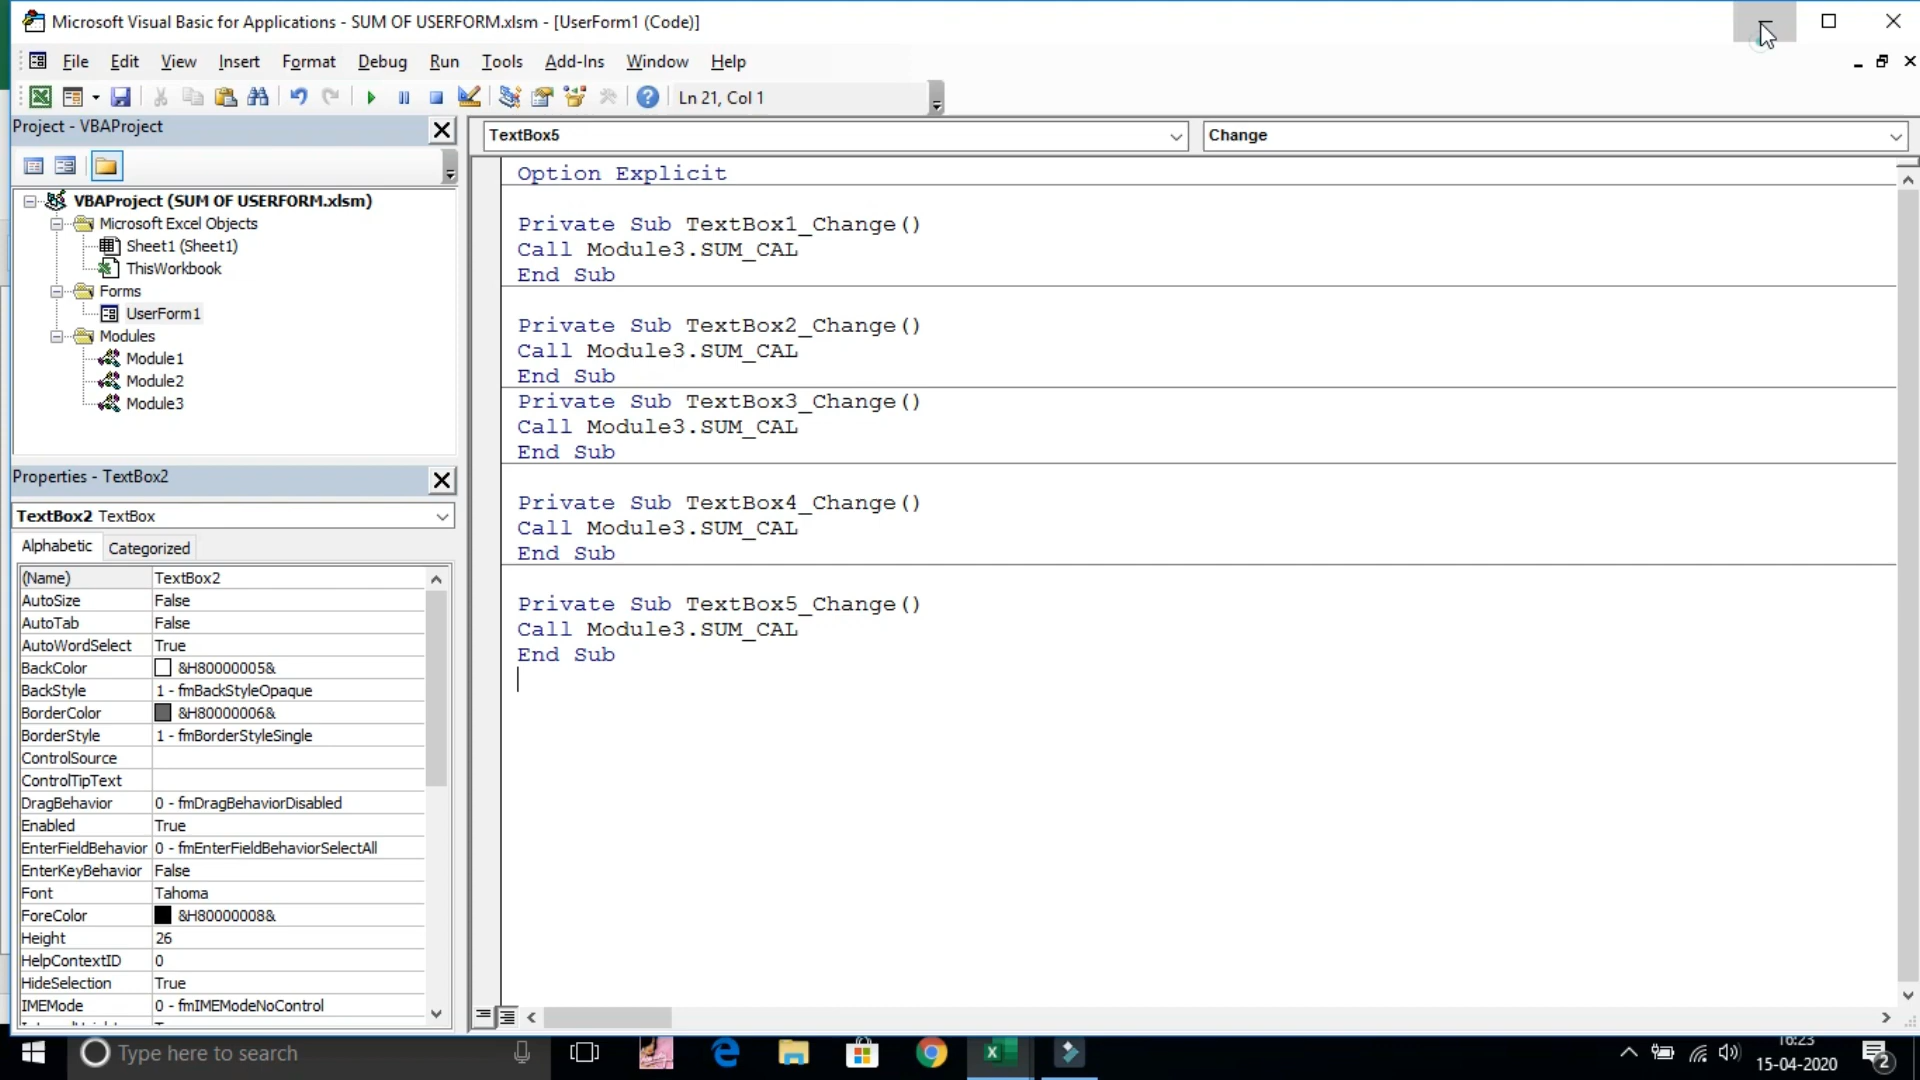 Microsoft Visual Basic for Applications - SUM OF USERFORM.xlsm - [UserForm1 (Code)]
File Edit View Insert Format Debug Run Tools Add-Ins Window Help
Ln 21, Col 1
Project - VBAProject
VBAProject (SUM OF USERFORM.xlsm)
Microsoft Excel Objects
Sheet1 (Sheet1)
ThisWorkbook
Forms
UserForm1
Modules
Module1
Module2
Module3
Properties - TextBox2
TextBox2 TextBox
Alphabetic Categorized
(Name) TextBox2
AutoSize False
AutoTab False
AutoWordSelect True
BackColor &H80000005&
BackStyle 1 - fmBackStyleOpaque
BorderColor &H80000006&
BorderStyle 1 - fmBorderStyleSingle
ControlSource
ControlTipText
DragBehavior 0 - fmDragBehaviorDisabled
Enabled True
EnterFieldBehavior 0 - fmEnterFieldBehaviorSelectAll
EnterKeyBehavior False
Font Tahoma
ForeColor &H80000008&
Height 26
HelpContextID 0
HideSelection True
IMEMode 0 - fmIMEModeNoControl
TextBox5 Change
Option Explicit
Private Sub TextBox1_Change()
Call Module3.SUM_CAL
End Sub
Private Sub TextBox2_Change()
Call Module3.SUM_CAL
End Sub
Private Sub TextBox3_Change()
Call Module3.SUM_CAL
End Sub
Private Sub TextBox4_Change()
Call Module3.SUM_CAL
End Sub
Private Sub TextBox5_Change()
Call Module3.SUM_CAL
End Sub
Type here to search
16:23
15-04-2020
2